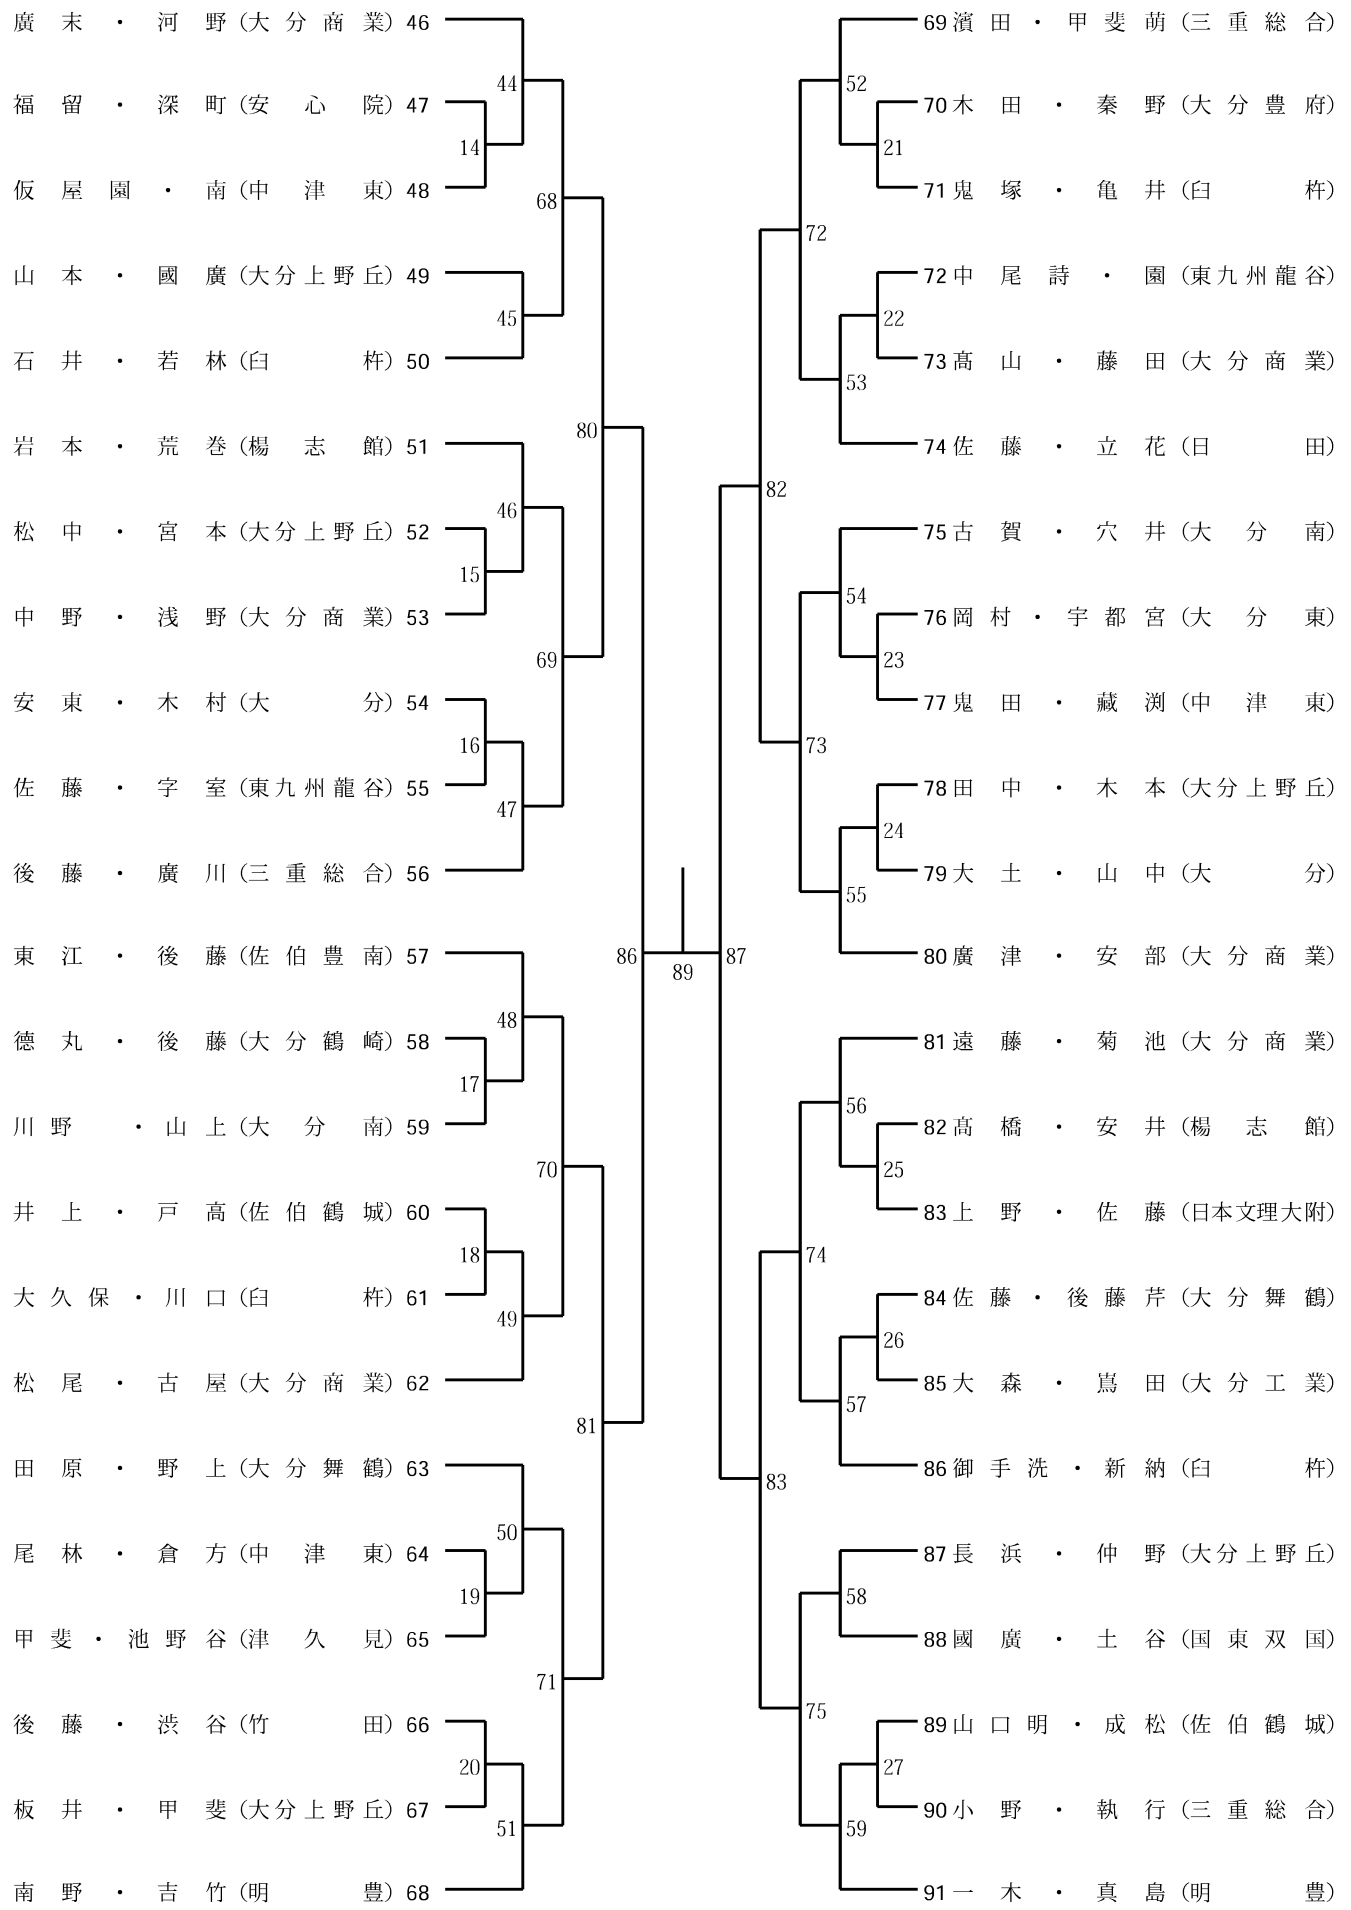 廣末・河野(大分商業) 46
福留・深町(安心院) 47
仮屋園・南(中津東) 48
山本・國廣(大分上野丘) 49
石井・若林(臼杵) 50
岩本・荒巻(楊志館) 51
松中・宮本(大分上野丘) 52
中野・浅野(大分商業) 53
安東・木村(大分) 54
佐藤・字室(東九州龍谷) 55
後藤・廣川(三重総合) 56
東江・後藤(佐伯豊南) 57
德丸・後藤(大分鶴崎) 58
川野・山上(大分南) 59
井上・戸高(佐伯鶴城) 60
大久保・川口(臼杵) 61
松尾・古屋(大分商業) 62
田原・野上(大分舞鶴) 63
尾林・倉方(中津東) 64
甲斐・池野谷(津久見) 65
後藤・渋谷(竹田) 66
板井・甲斐(大分上野丘) 67
南野・吉竹(明豊) 68
44
14
68
45
80
46
15
69
16
47
86
48
17
70
18
49
81
50
19
71
20
51
89
87
52
21
72
22
53
82
54
23
73
24
55
56
25
74
26
57
83
58
75
27
59
69 濱田・甲斐萌(三重総合)
70 木田・秦野(大分豊府)
71 鬼塚・亀井(臼杵)
72 中尾詩・園(東九州龍谷)
73 髙山・藤田(大分商業)
74 佐藤・立花(日田)
75 古賀・穴井(大分南)
76 岡村・宇都宮(大分東)
77 鬼田・藏渕(中津東)
78 田中・木本(大分上野丘)
79 大土・山中(大分)
80 廣津・安部(大分商業)
81 遠藤・菊池(大分商業)
82 髙橋・安井(楊志館)
83 上野・佐藤(日本文理大附)
84 佐藤・後藤芹(大分舞鶴)
85 大森・嶌田(大分工業)
86 御手洗・新納(臼杵)
87 長浜・仲野(大分上野丘)
88 國廣・土谷(国東双国)
89 山口明・成松(佐伯鶴城)
90 小野・執行(三重総合)
91 一木・真島(明豊)